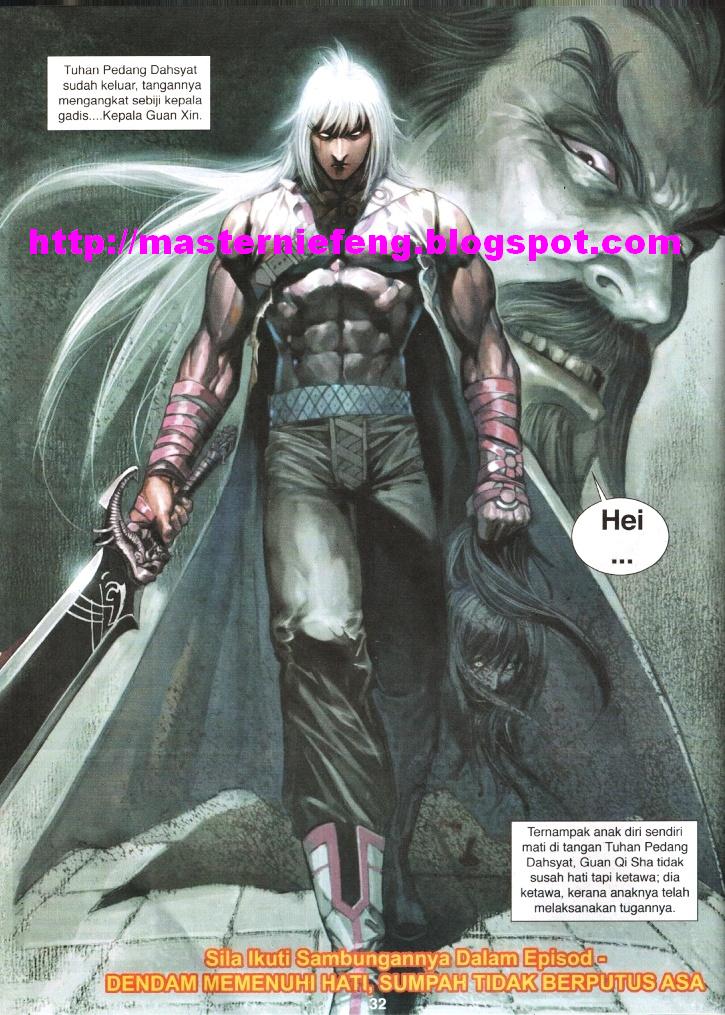 Tuhan Pedang Dahsyat
sudah keluar, tangannya
mengangkat sebiji kepala
gadis....Kepala Guan Xin.
http://masterniefeng.blogspot.com
Hei
...
Ternampak anak diri sendiri
mati di tangan Tuhan Pedang
Dahsyat, Guan Qi Sha tidak
susah hati tapi ketawa; dia
ketawa, kerana anaknya telah
melaksanakan tugannya.
Sila Ikuti Sambungannya Dalam Episod -
DENDAM MEMENUHI HATI, SUMPAH TIDAK BERPUTUS ASA
32